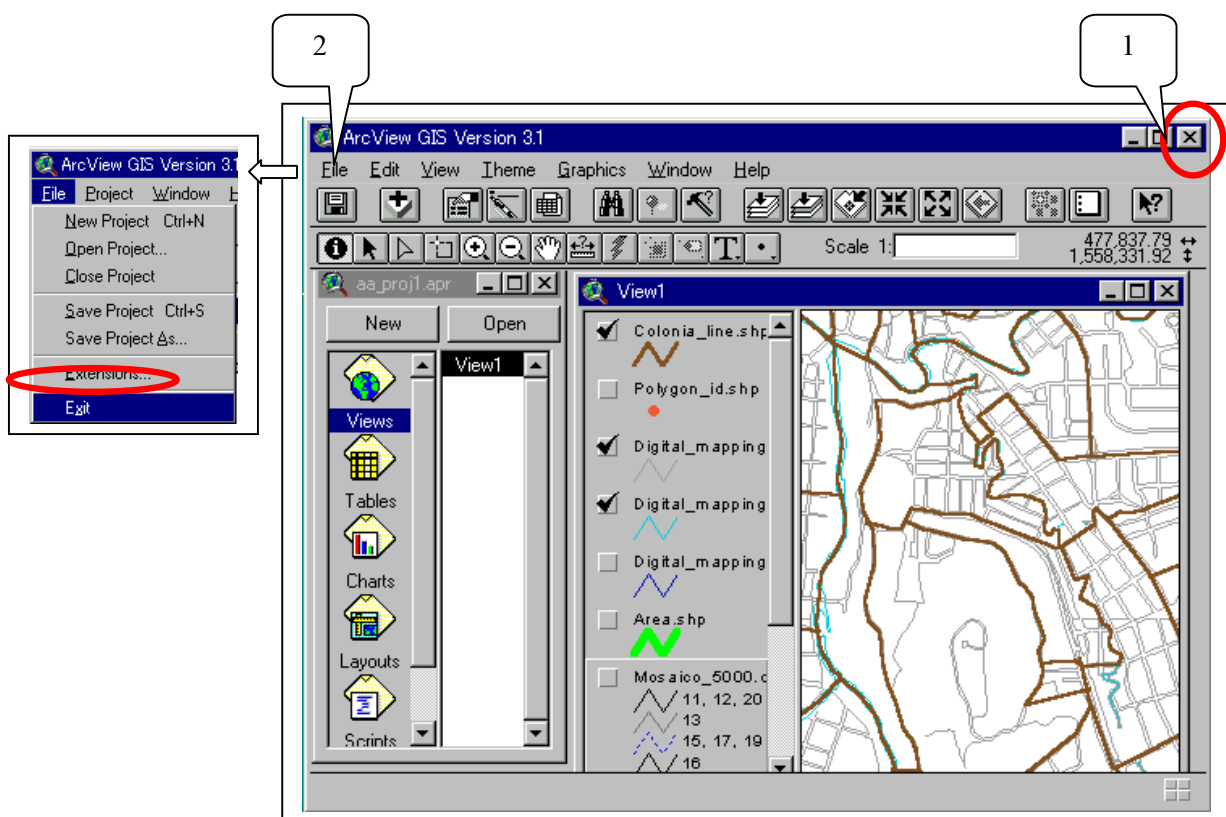 2
1
ArcView GIS Version 3.1
File Project Window H
New Project Ctrl+N
Open Project...
Close Project
Save Project Ctrl+S
Save Project As...
Extensions...
Exit
ArcView GIS Version 3.1
File Edit View Theme Graphics Window Help
Scale 1:
477,837.79
1,558,331.92
aa_proj1.apr
New Open
Views
Tables
Charts
Layouts
Scripts
View1
View1
Colonia_line.shp
Polygon_id.shp
Digital_mapping
Digital_mapping
Digital_mapping
Area.shp
Mosaico_5000.d
11, 12, 20
13
15, 17, 19
16